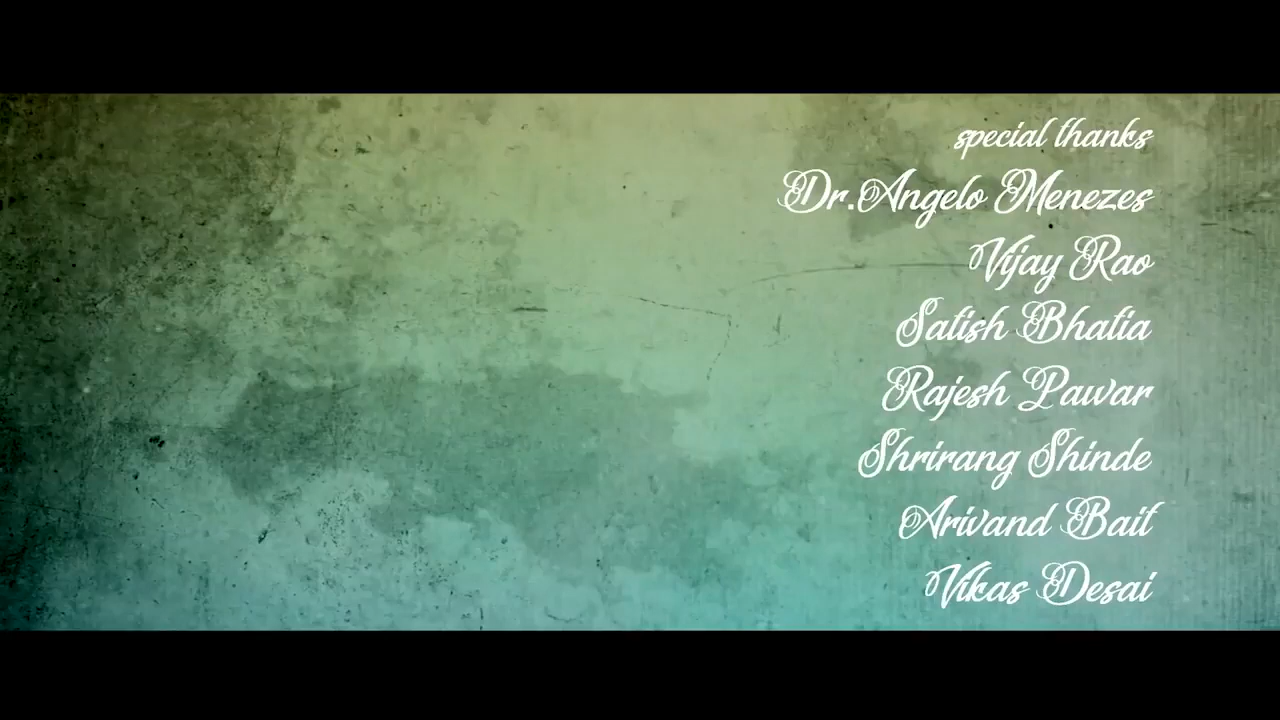 special thanks
Dr.Angelo Menezes
Vijay Rao
Satish Bhatia
Rajesh Pawar
Shrirang Shinde
Arivand Bait
Vikas Desai